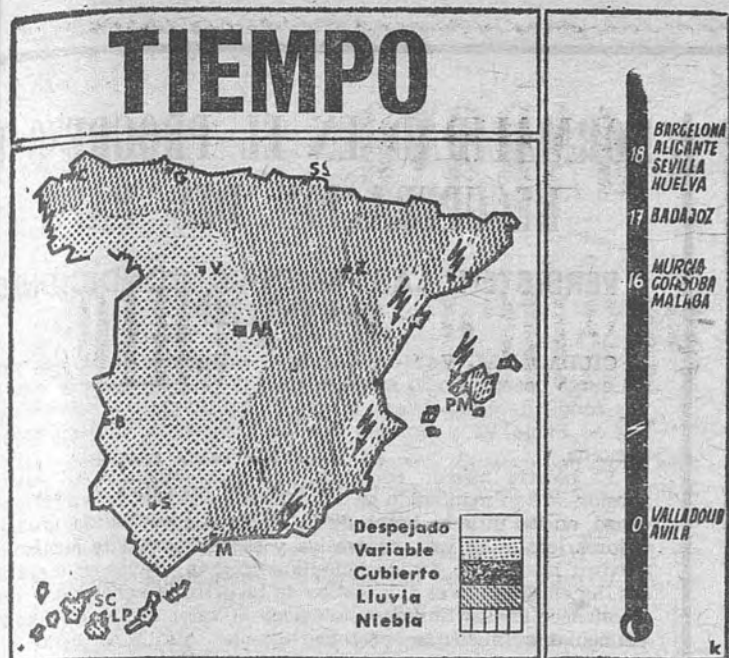 TIEMPO
C
G
SS
V
Z
B
M
B
PM
S
M
SC
LP
Despejado
Variable
Cubierto
Lluvia
Niebla
18
BARCELONA
ALICANTE
SEVILLA
HUELVA
17
BADAJOZ
16
MURCIA
CORDOBA
MALAGA
0
VALLADOLID
AVILA
k